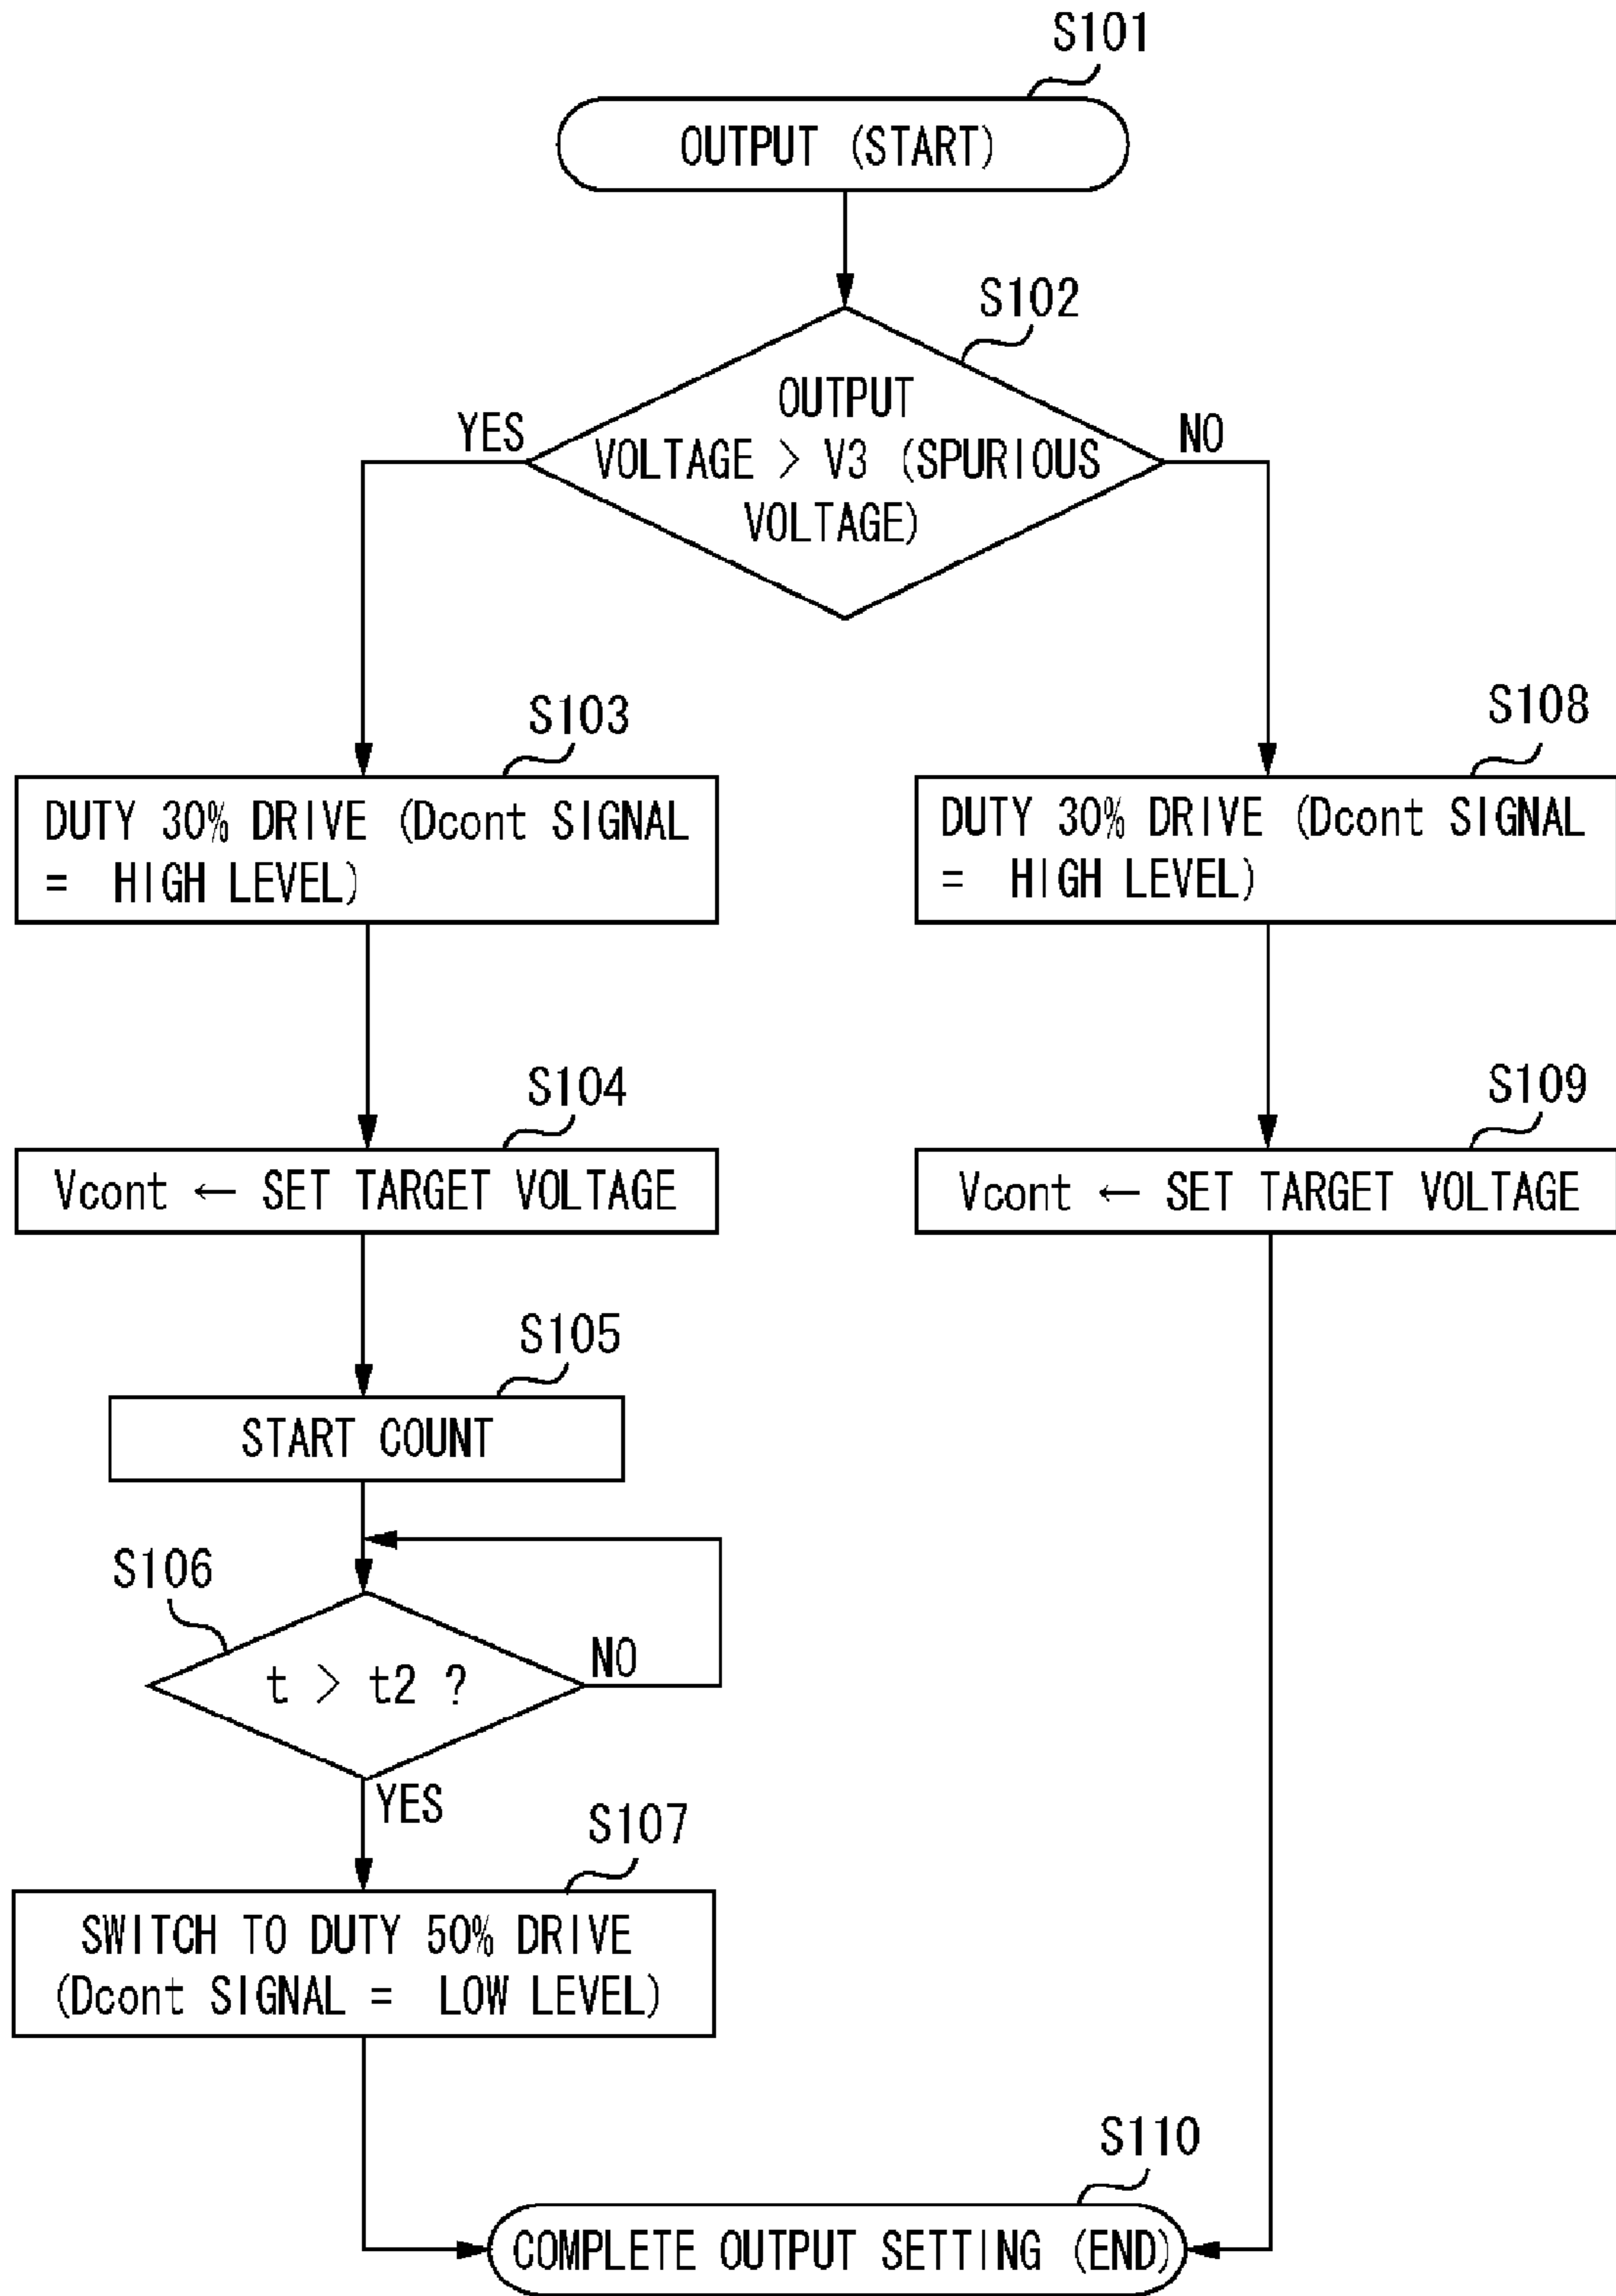 S101
OUTPUT (START)
S102
OUTPUT
VOLTAGE > V3 (SPURIOUS
VOLTAGE)
YES
NO
S103
DUTY 30% DRIVE (Dcont SIGNAL
= HIGH LEVEL)
S108
DUTY 30% DRIVE (Dcont SIGNAL
= HIGH LEVEL)
S104
Vcont ← SET TARGET VOLTAGE
S109
Vcont ← SET TARGET VOLTAGE
S105
START COUNT
S106
t > t2 ?
NO
YES
S107
SWITCH TO DUTY 50% DRIVE
(Dcont SIGNAL = LOW LEVEL)
S110
COMPLETE OUTPUT SETTING (END)